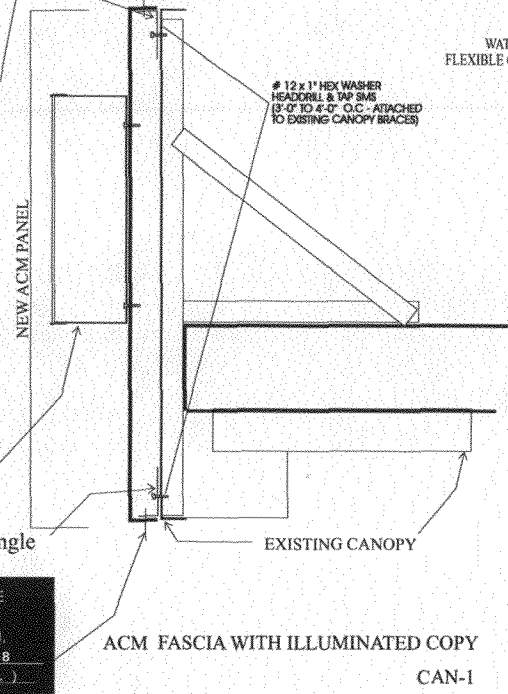 WAT
FLEXIBLE
# 12 x 1" HEX WASHER
HEADDRILL & TAP SMS
(3'-0" TO 4'-0" O.C - ATTACHED
TO EXISTING CANOPY BRACES)
NEW ACM PANEL
ngle
EXISTING CANOPY
E
8
)
ACM FASCIA WITH ILLUMINATED COPY
CAN-1